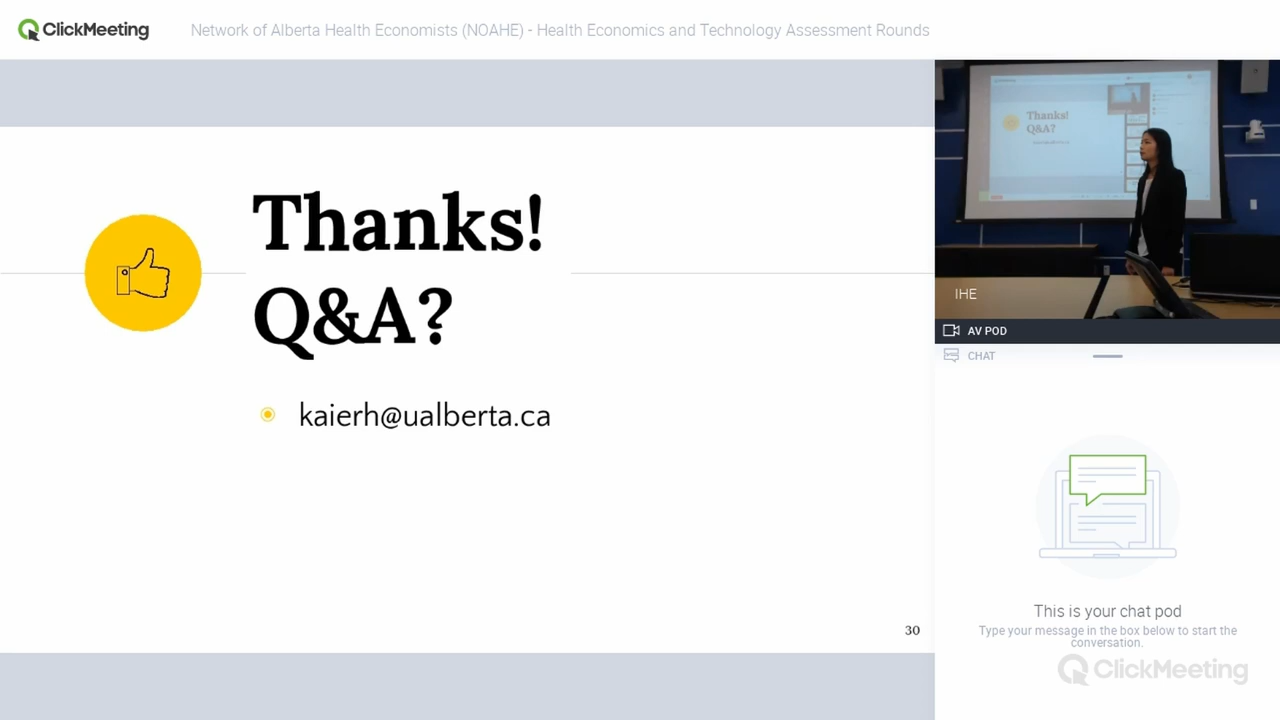 ClickMeeting
Network of Alberta Health Economists (NOAHE) - Health Economics and Technology Assessment Rounds
Thanks!
Q&A?
kaierh@ualberta.ca
30
Thanks!
Q&A?
IHE
AV POD
CHAT
This is your chat pod
Type your message in the box below to start the
conversation.
ClickMeeting